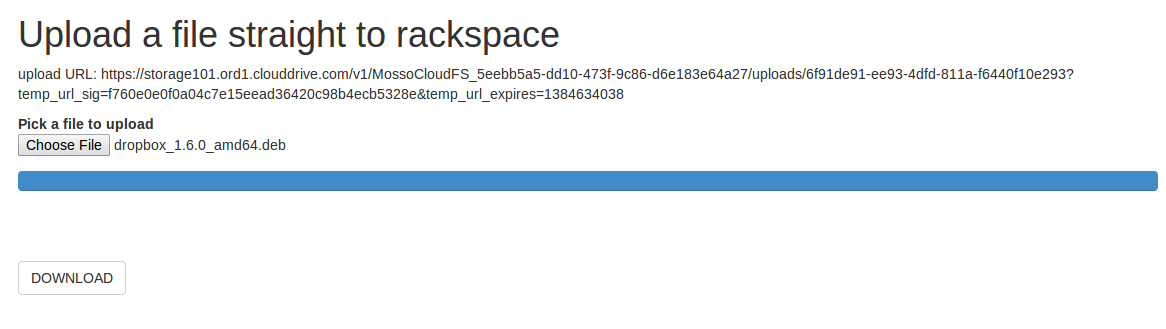 Upload a file straight to rackspace
upload URL: https://storage101.ord1.clouddrive.com/v1/MossoCloudFS_5eebb5a5-dd10-473f-9c86-d6e183e64a27/uploads/6f91de91-ee93-4dfd-811a-f6440f10e293?
temp_url_sig=f760e0e0f0a04c7e15eead36420c98b4ecb5328e&temp_url_expires=1384634038
Pick a file to upload
Choose File dropbox_1.6.0_amd64.deb
DOWNLOAD